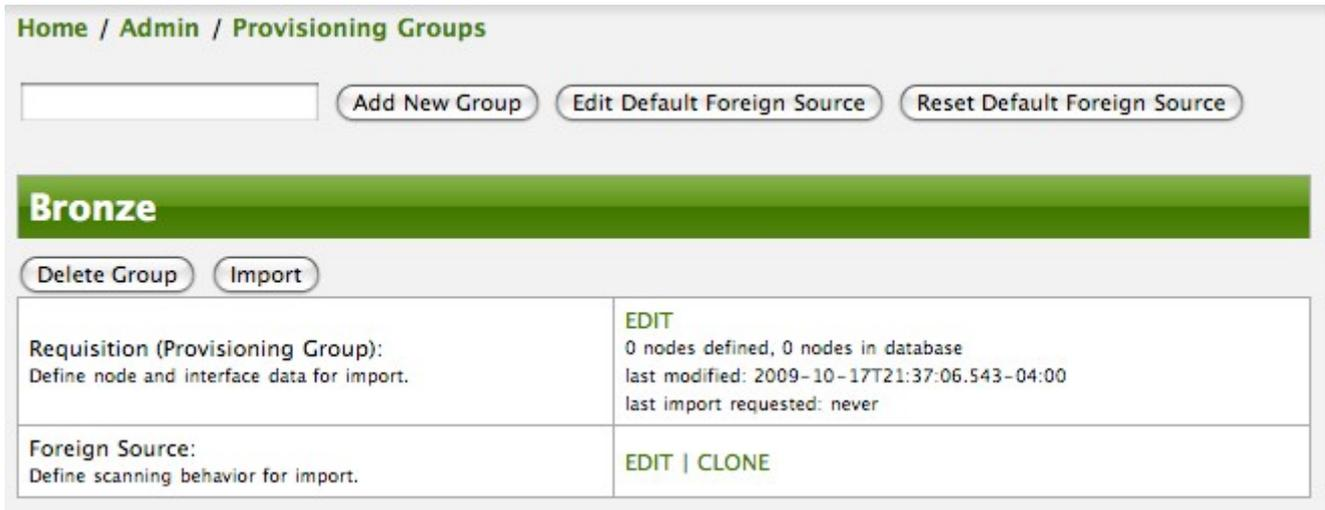 Home / Admin / Provisioning Groups
Add New Group Edit Default Foreign Source Reset Default Foreign Source
Bronze
Delete Group Import
Requisition (Provisioning Group):
Define node and interface data for import.
EDIT
0 nodes defined, 0 nodes in database
last modified: 2009-10-17T21:37:06.543-04:00
last import requested: never
Foreign Source:
Define scanning behavior for import.
EDIT | CLONE